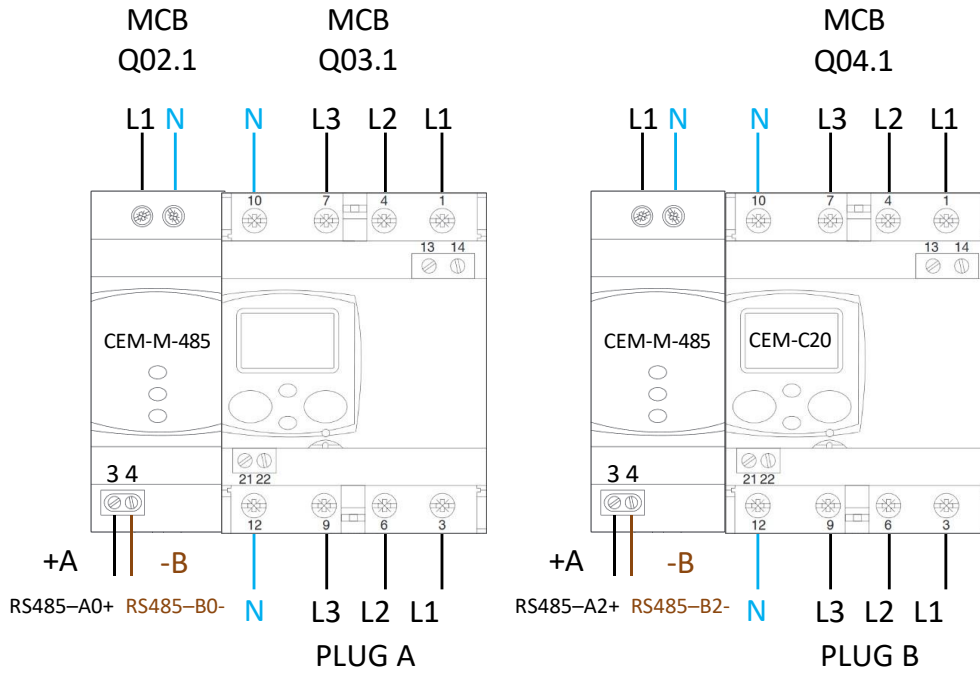 MCB
Q02.1
MCB
Q03.1
MCB
Q04.1
L1 N N L3 L2 L1
L1 N N L3 L2 L1
10 7 4 1
10 7 4 1
13 14
13 14
CEM-M-485
CEM-M-485 CEM-C20
21 22
21 22
3 4
3 4
12 9 6 3
12 9 6 3
+A -B
+A -B
RS485–A0+ RS485–B0- N L3 L2 L1
RS485–A2+ RS485–B2- N L3 L2 L1
PLUG A
PLUG B